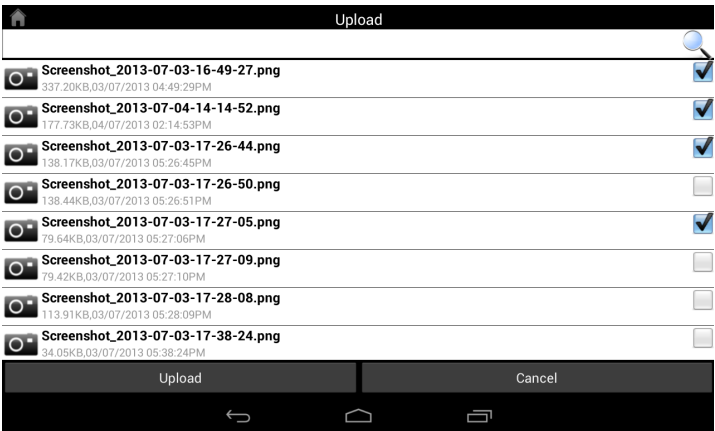 Upload
Screenshot_2013-07-03-16-49-27.png
337.20KB,03/07/2013 04:49:29PM
Screenshot_2013-07-04-14-14-52.png
177.73KB,04/07/2013 02:14:53PM
Screenshot_2013-07-03-17-26-44.png
138.17KB,03/07/2013 05:26:45PM
Screenshot_2013-07-03-17-26-50.png
138.44KB,03/07/2013 05:26:51PM
Screenshot_2013-07-03-17-27-05.png
79.64KB,03/07/2013 05:27:06PM
Screenshot_2013-07-03-17-27-09.png
79.42KB,03/07/2013 05:27:10PM
Screenshot_2013-07-03-17-28-08.png
113.91KB,03/07/2013 05:28:09PM
Screenshot_2013-07-03-17-38-24.png
34.05KB,03/07/2013 05:38:24PM
Upload
Cancel